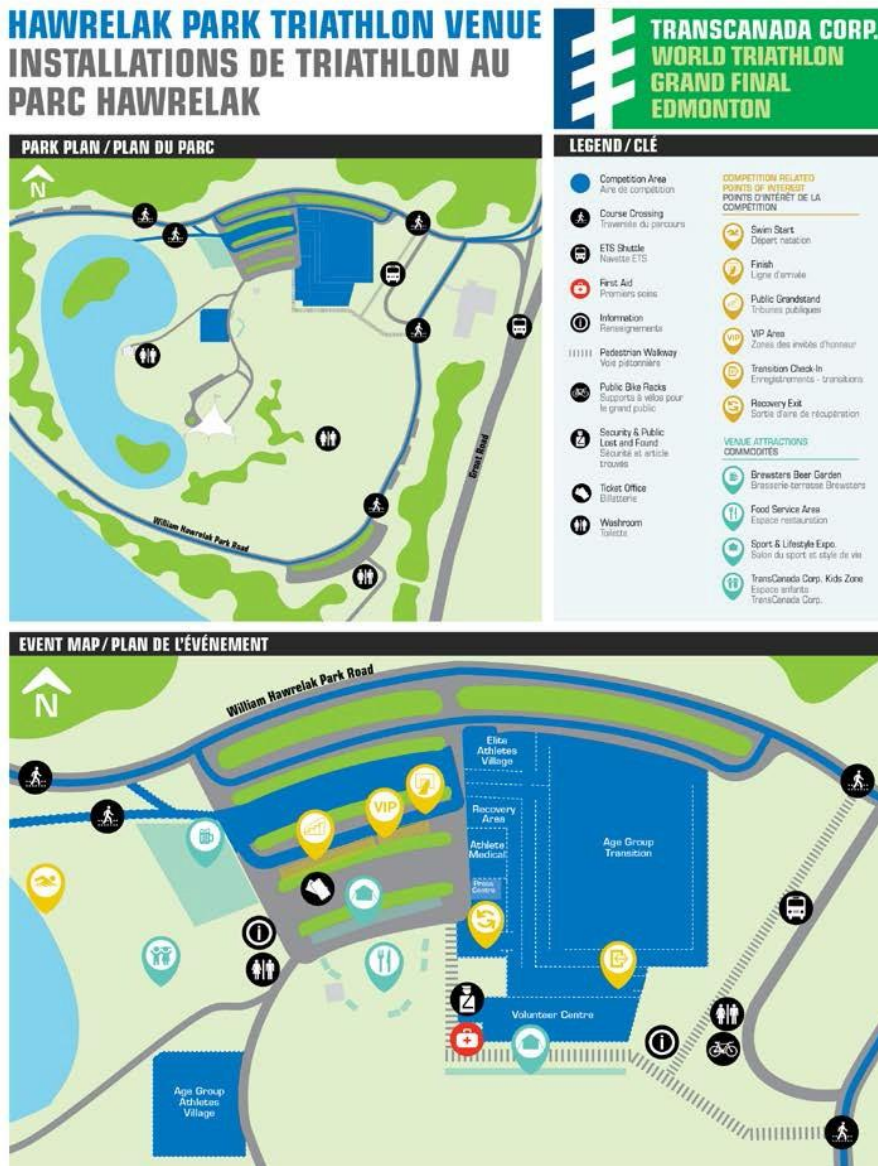 HAWRELAK PARK TRIATHLON VENUE
INSTALLATIONS DE TRIATHLON AU
PARC HAWRELAK
TRANSCANADA CORP.
WORLD TRIATHLON
GRAND FINAL
EDMONTON
PARK PLAN / PLAN DU PARC
N
William Hawrelak Park Road
Groat Road
LEGEND / CLÉ
Competition Area
Aire de compétition
Course Crossing
Traversée du parcours
ETS Shuttle
Navette ETS
First Aid
Premiers soins
Information
Renseignements
Pedestrian Walkway
Voie piétonnière
Public Bike Racks
Supports à vélos pour
le grand public
Security & Public
Lost and Found
Sécurité et article
trouvés
Ticket Office
Billetterie
Washroom
Toilette
COMPETITION RELATED
POINTS OF INTEREST
POINTS D'INTÉRÊT DE LA
COMPÉTITION
Swim Start
Départ natation
Finish
Ligne d'arrivée
Public Grandstand
Tribunes publiques
VIP
VIP Area
Zones des invités d'honneur
Transition Check-In
Enregistrements - transitions
Recovery Exit
Sortie d'aire de récupération
VENUE ATTRACTIONS
COMMODITÉS
Brewsters Beer Garden
Brasserie-terrasse Brewsters
Food Service Area
Espace restauration
Sport & Lifestyle Expo.
Salon du sport et style de vie
TransCanada Corp. Kids Zone
Espace enfants
TransCanada Corp.
EVENT MAP / PLAN DE L'ÉVÉNEMENT
N
William Hawrelak Park Road
Elite
Athletes
Village
VIP
Recovery
Area
Athlete
Medical
Press
Centre
Age Group
Transition
Volunteer Centre
Age Group
Athletes
Village